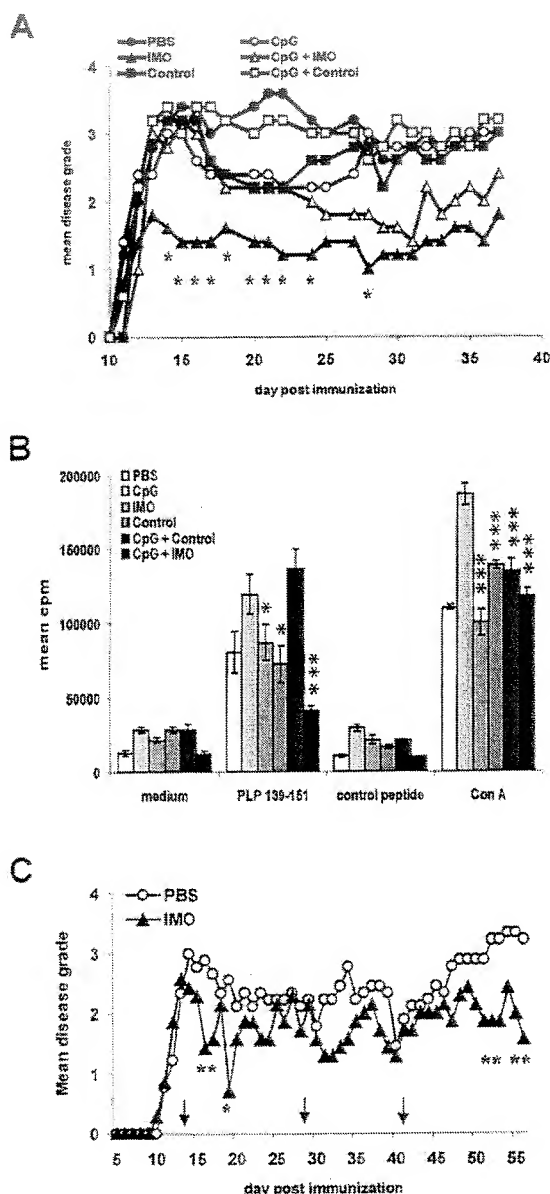 A
PBS
CpG
IMO
CpG + IMO
Control
CpG + Control
4
3
2
1
0
mean disease grade
10 15 20 25 30 35 40
* * * * * * * * * *
day post immunization
B
200000
150000
100000
50000
0
mean cpm
PBS
CpG
IMO
Control
CpG + Control
CpG + IMO
* * *** * *** *** *** ***
medium PLP 139-151 control peptide Con A
C
PBS
IMO
4
3
2
1
0
Mean disease grade
** * ** **
5 10 15 20 25 30 35 40 45 50 55
day post immunization